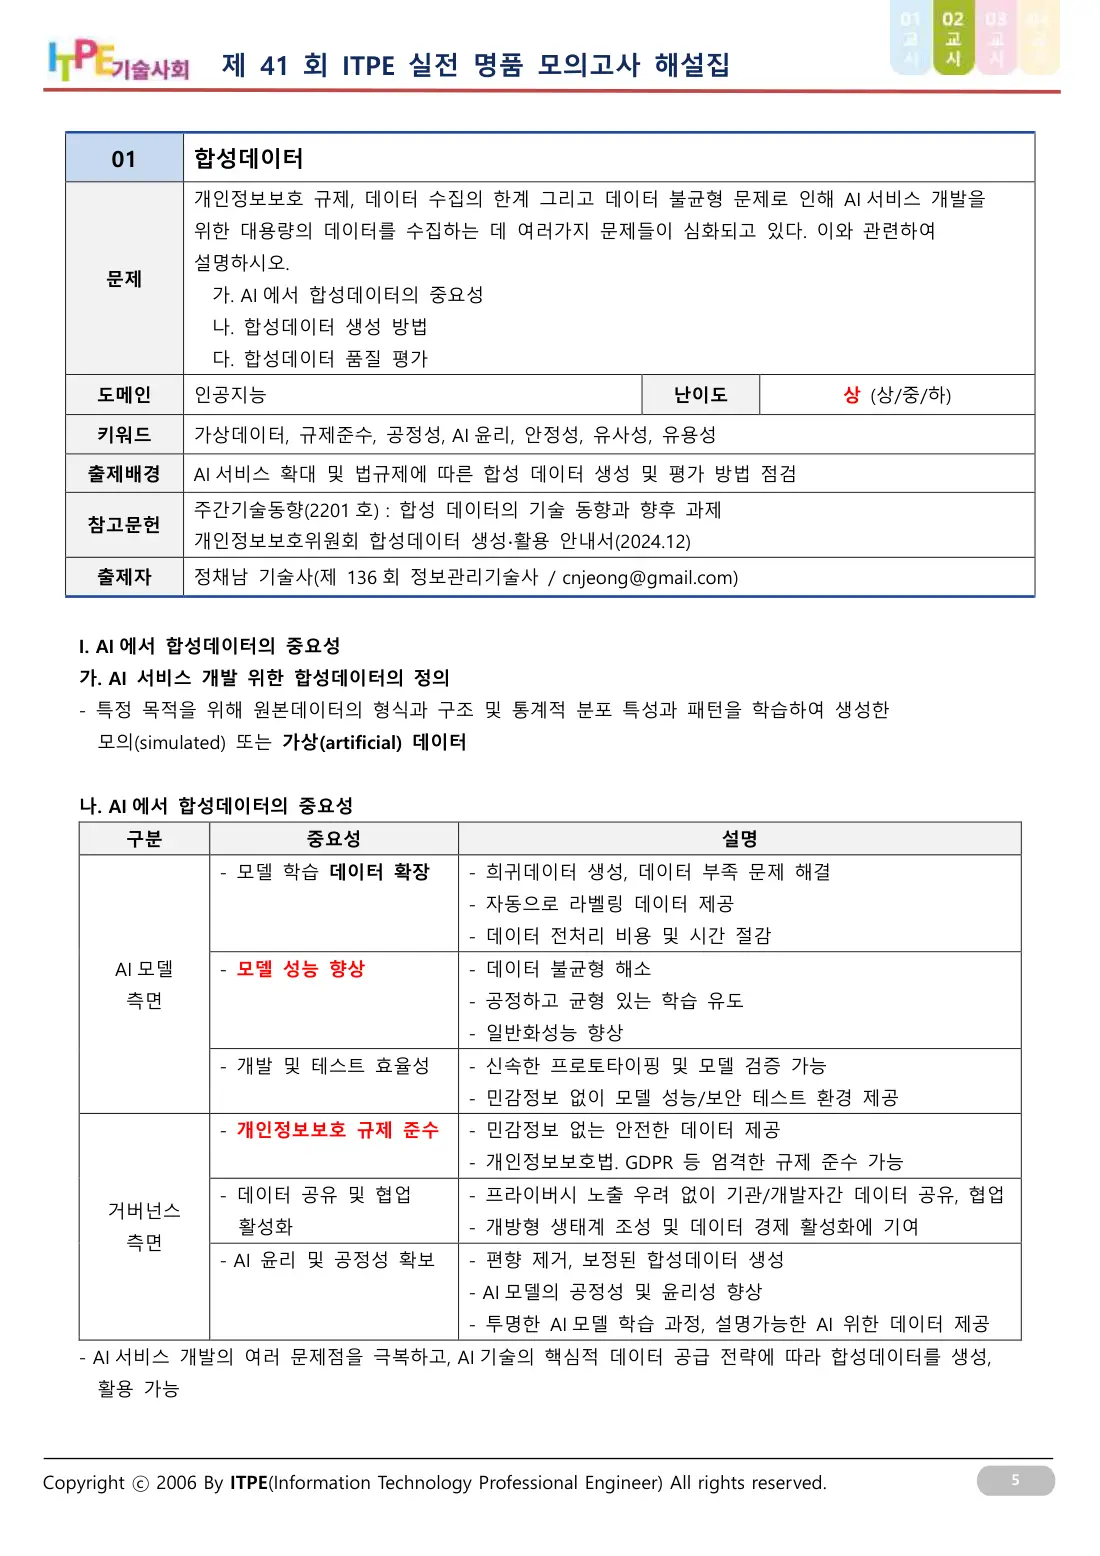 ITPE기술사회 제 41 회 ITPE 실전 명품 모의고사 해설집
01 교시
02 교시
03 교시
01 합성데이터
문제
개인정보보호 규제, 데이터 수집의 한계 그리고 데이터 불균형 문제로 인해 AI 서비스 개발을
위한 대용량의 데이터를 수집하는 데 여러가지 문제들이 심화되고 있다. 이와 관련하여
설명하시오.
가. AI 에서 합성데이터의 중요성
나. 합성데이터 생성 방법
다. 합성데이터 품질 평가
도메인 인공지능 난이도 상 (상/중/하)
키워드 가상데이터, 규제준수, 공정성, AI 윤리, 안정성, 유사성, 유용성
출제배경 AI 서비스 확대 및 법규제에 따른 합성 데이터 생성 및 평가 방법 점검
참고문헌
주간기술동향(2201 호) : 합성 데이터의 기술 동향과 향후 과제
개인정보보호위원회 합성데이터 생성·활용 안내서(2024.12)
출제자 정채남 기술사(제 136 회 정보관리기술사 / cnjeong@gmail.com)
I. AI 에서 합성데이터의 중요성
가. AI 서비스 개발 위한 합성데이터의 정의
- 특정 목적을 위해 원본데이터의 형식과 구조 및 통계적 분포 특성과 패턴을 학습하여 생성한
모의(simulated) 또는 가상(artificial) 데이터
나. AI 에서 합성데이터의 중요성
구분 중요성 설명
AI 모델
측면
- 모델 학습 데이터 확장
- 희귀데이터 생성, 데이터 부족 문제 해결
- 자동으로 라벨링 데이터 제공
- 데이터 전처리 비용 및 시간 절감
- 모델 성능 향상
- 데이터 불균형 해소
- 공정하고 균형 있는 학습 유도
- 일반화성능 향상
- 개발 및 테스트 효율성
- 신속한 프로토타이핑 및 모델 검증 가능
- 민감정보 없이 모델 성능/보안 테스트 환경 제공
거버넌스
측면
- 개인정보보호 규제 준수
- 민감정보 없는 안전한 데이터 제공
- 개인정보보호법. GDPR 등 엄격한 규제 준수 가능
- 데이터 공유 및 협업
활성화
- 프라이버시 노출 우려 없이 기관/개발자간 데이터 공유, 협업
- 개방형 생태계 조성 및 데이터 경제 활성화에 기여
- AI 윤리 및 공정성 확보
- 편향 제거, 보정된 합성데이터 생성
- AI 모델의 공정성 및 윤리성 향상
- 투명한 AI 모델 학습 과정, 설명가능한 AI 위한 데이터 제공
- AI 서비스 개발의 여러 문제점을 극복하고, AI 기술의 핵심적 데이터 공급 전략에 따라 합성데이터를 생성,
활용 가능
Copyright ⓒ 2006 By ITPE(Information Technology Professional Engineer) All rights reserved.
5